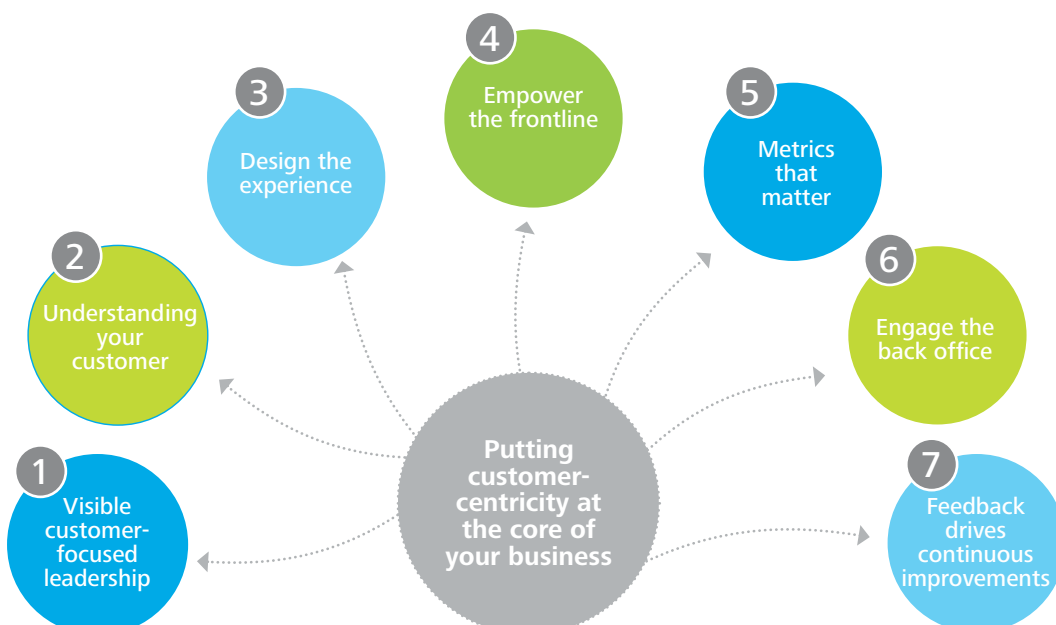 1
Visible
customer-
focused
leadership
2
Understanding
your
customer
3
Design the
experience
4
Empower
the frontline
5
Metrics
that
matter
6
Engage the
back office
7
Feedback
drives
continuous
improvements
Putting
customer-
centricity at
the core of
your business